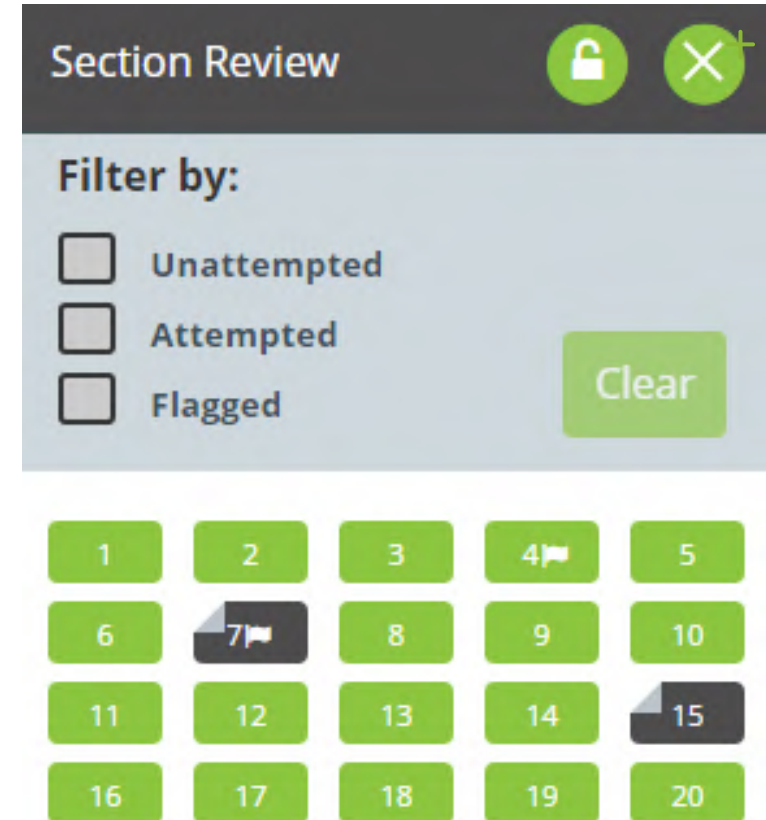 Section Review
Filter by:
Unattempted
Attempted
Flagged
Clear
1 2 3 4 5
6 7 8 9 10
11 12 13 14 15
16 17 18 19 20